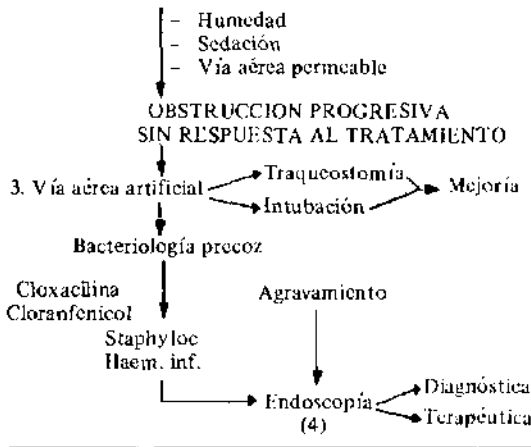 – Humedad
– Sedación
– Vía aérea permeable
OBSTRUCCION PROGRESIVA
SIN RESPUESTA AL TRATAMIENTO
3. Vía aérea artificial
Traqueostomía
Intubación
Mejoría
Bacteriología precoz
Cloxacilina
Cloranfenicol
Staphyloc
Haem. inf.
Agravamiento
Endoscopía
(4)
Diagnóstica
Terapéutica